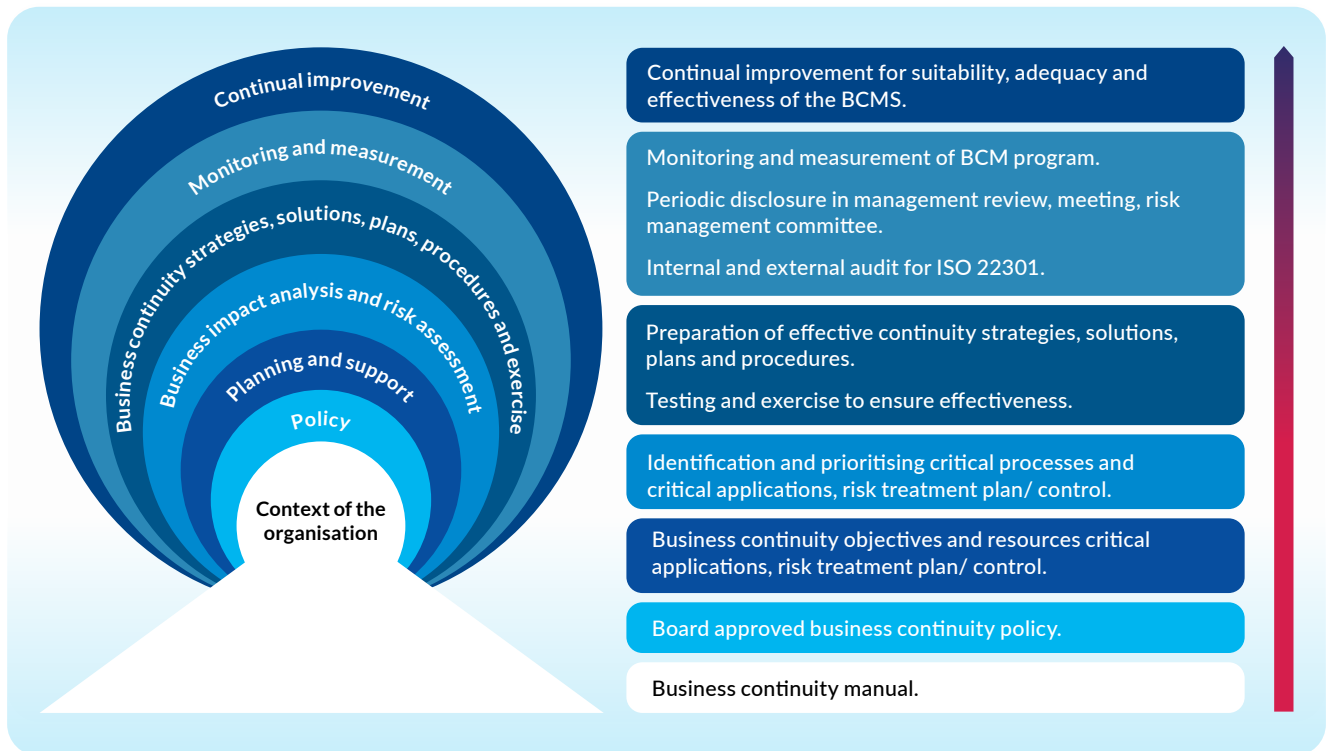 Continual improvement
Monitoring and measurement
Business continuity strategies, solutions, plans, procedures and exercise
Business impact analysis and risk assessment
Planning and support
Policy
Context of the
organisation
Continual improvement for suitability, adequacy and
effectiveness of the BCMS.
Monitoring and measurement of BCM program.
Periodic disclosure in management review, meeting, risk
management committee.
Internal and external audit for ISO 22301.
Preparation of effective continuity strategies, solutions,
plans and procedures.
Testing and exercise to ensure effectiveness.
Identification and prioritising critical processes and
critical applications, risk treatment plan/ control.
Business continuity objectives and resources critical
applications, risk treatment plan/ control.
Board approved business continuity policy.
Business continuity manual.